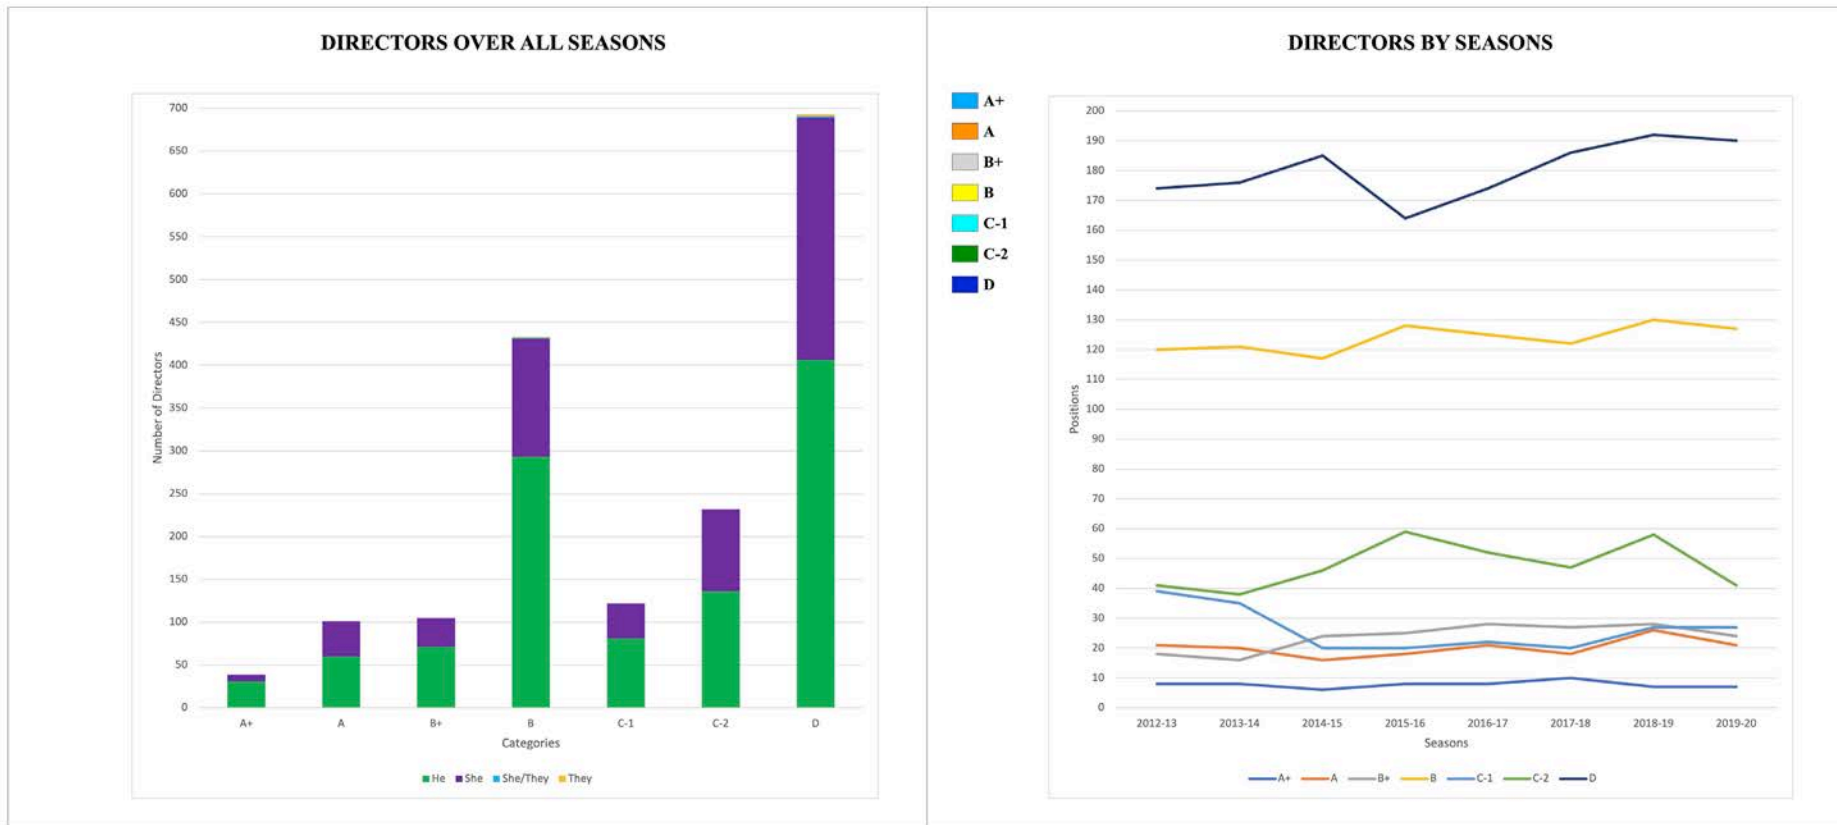 DIRECTORS OVER ALL SEASONS
700
650
600
550
500
450
400
350
300
250
200
150
100
50
0
Number of Directors
A+ A B+ B C-1 C-2 D
Categories
He She She/They They
DIRECTORS BY SEASONS
A+
A
B+
B
C-1
C-2
D
200
190
180
170
160
150
140
130
120
110
100
90
80
70
60
50
40
30
20
10
0
Positions
2012-13 2013-14 2014-15 2015-16 2016-17 2017-18 2018-19 2019-20
Seasons
A+ A B+ B C-1 C-2 D